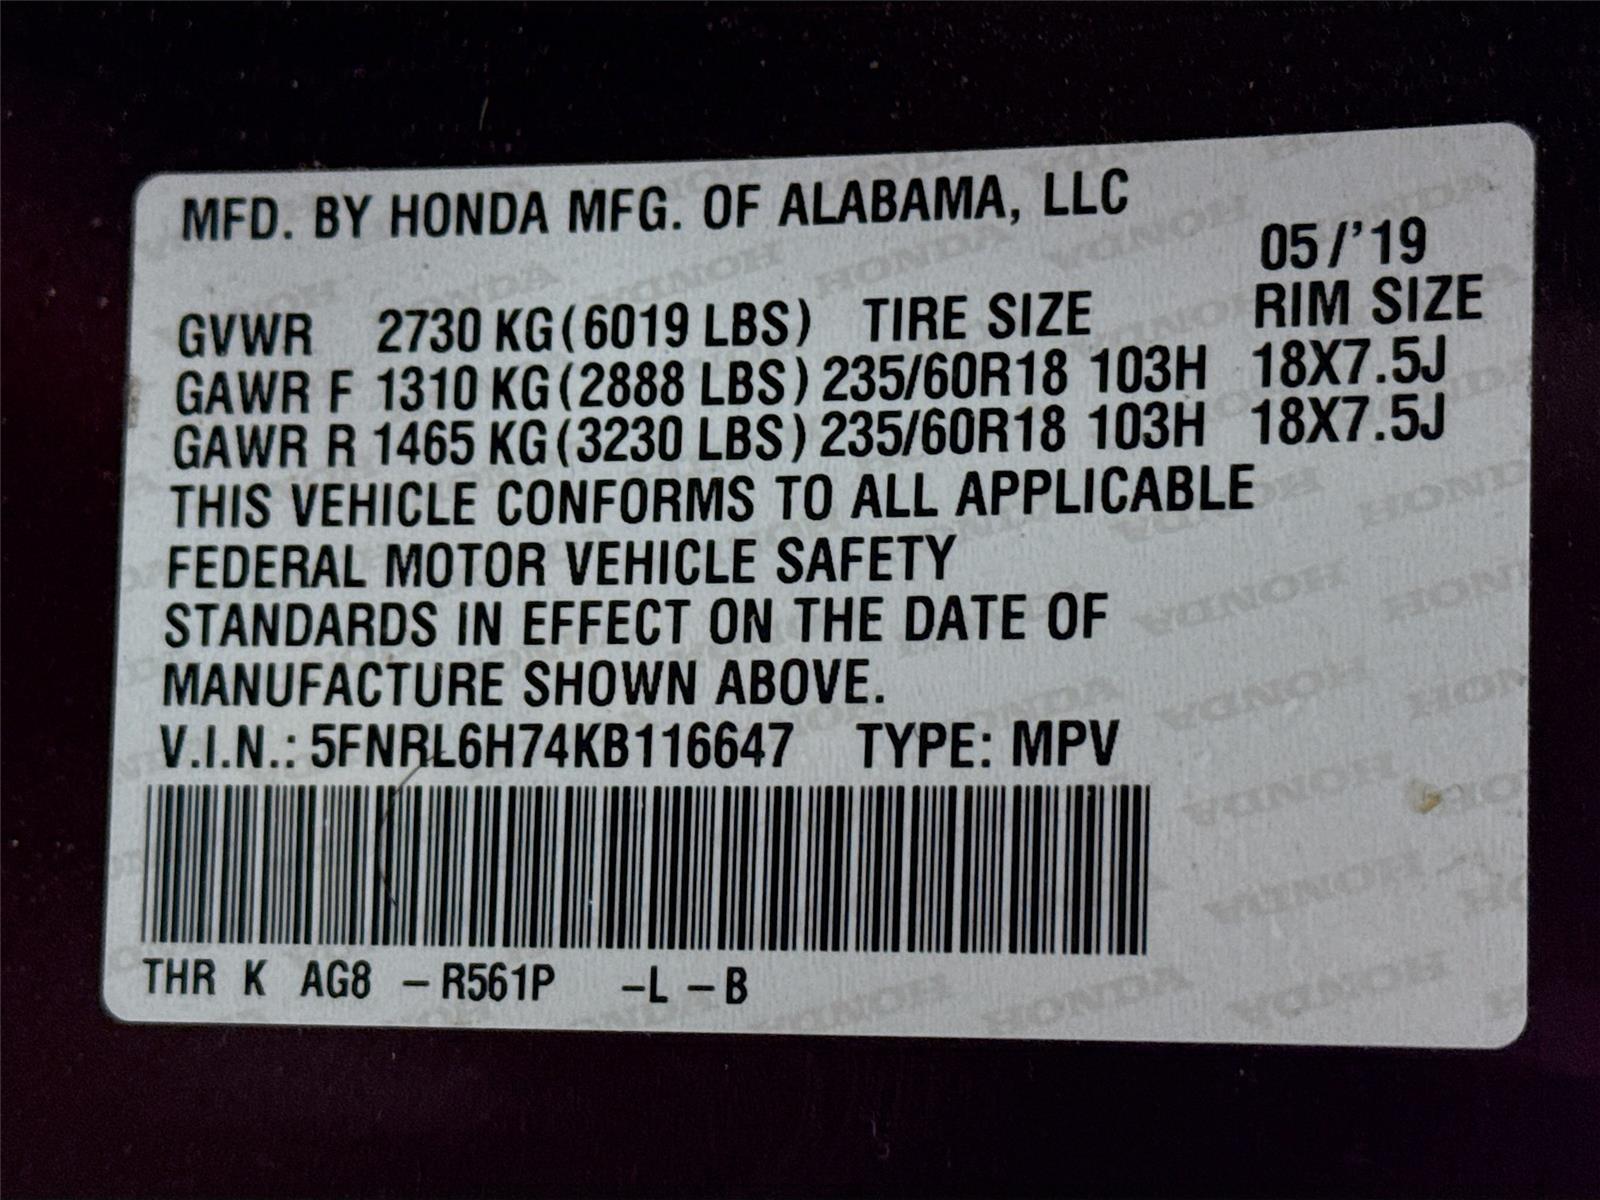 MFD. BY HONDA MFG. OF ALABAMA, LLC
05/'19
GVWR 2730 KG (6019 LBS) TIRE SIZE RIM SIZE
GAWR F 1310 KG (2888 LBS) 235/60R18 103H 18X7.5J
GAWR R 1465 KG (3230 LBS) 235/60R18 103H 18X7.5J
THIS VEHICLE CONFORMS TO ALL APPLICABLE
FEDERAL MOTOR VEHICLE SAFETY
STANDARDS IN EFFECT ON THE DATE OF
MANUFACTURE SHOWN ABOVE.
V.I.N.: 5FNRL6H74KB116647 TYPE: MPV
THR K AG8 – R561P –L – B